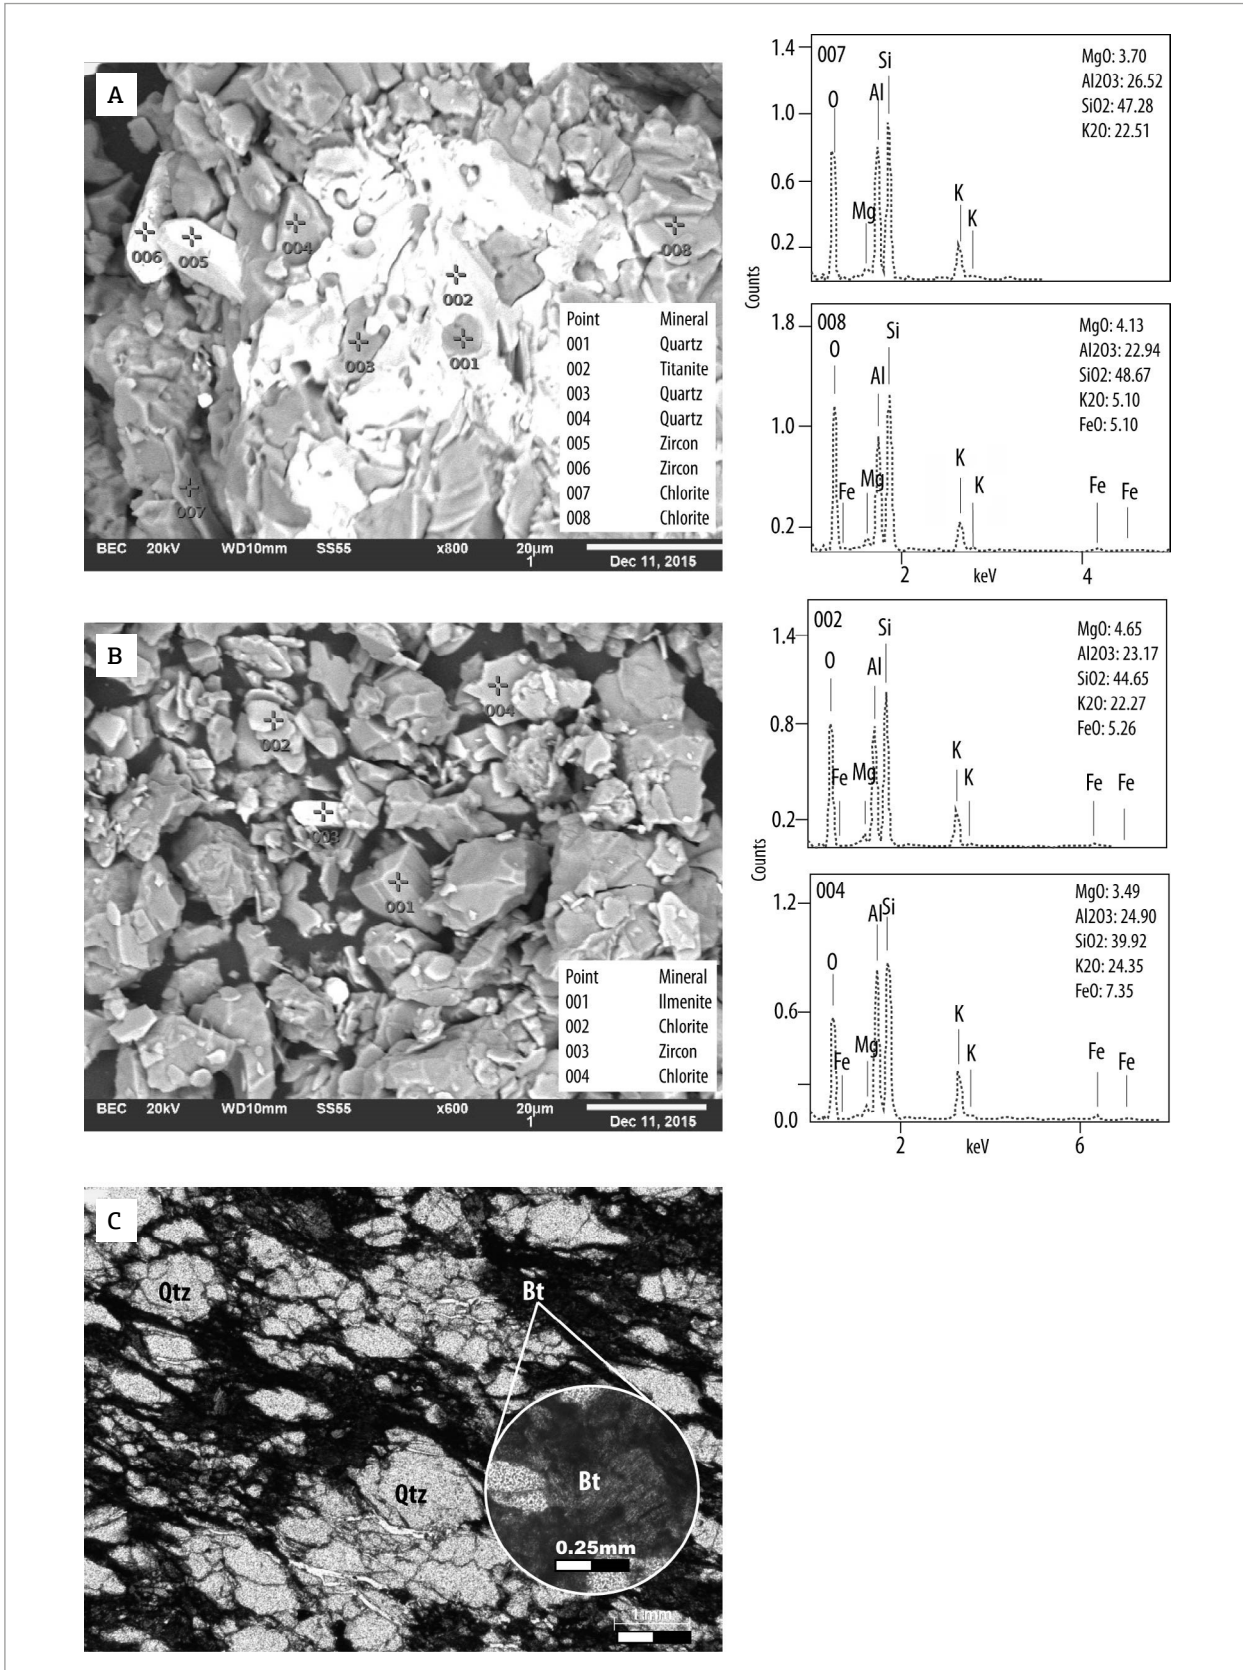 A
006
005
004
008
002
003
001
007
Point Mineral
001 Quartz
002 Titanite
003 Quartz
004 Quartz
005 Zircon
006 Zircon
007 Chlorite
008 Chlorite
BEC 20kV WD10mm SS55 x800 20µm
1 Dec 11, 2015
Counts
1.4
1.0
0.6
0.2
007
O
Mg
Al
Si
K
K
MgO: 3.70
Al2O3: 26.52
SiO2: 47.28
K2O: 22.51
1.8
1.0
0.2
008
O
Fe
Mg
Al
Si
K
K
Fe
Fe
MgO: 4.13
Al2O3: 22.94
SiO2: 48.67
K2O: 5.10
FeO: 5.10
2 keV 4
B
004
002
003
001
Point Mineral
001 Ilmenite
002 Chlorite
003 Zircon
004 Chlorite
BEC 20kV WD10mm SS55 x600 20µm
1 Dec 11, 2015
Counts
1.4
0.8
0.2
002
O
Fe
Mg
Al
Si
K
K
Fe
Fe
MgO: 4.65
Al2O3: 23.17
SiO2: 44.65
K2O: 22.27
FeO: 5.26
1.2
0.6
0.0
004
O
Fe
Mg
Al
Si
K
K
Fe
Fe
MgO: 3.49
Al2O3: 24.90
SiO2: 39.92
K2O: 24.35
FeO: 7.35
2 keV 6
C
Qtz
Bt
Qtz
Bt
0.25mm
1mm